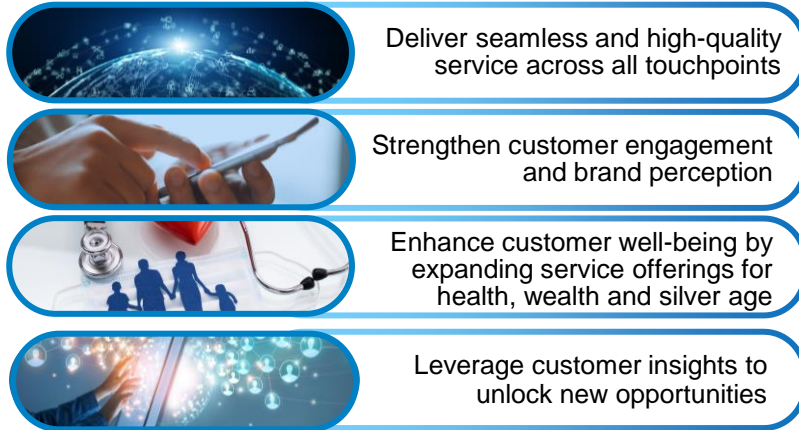 Deliver seamless and high-quality
service across all touchpoints
Strengthen customer engagement
and brand perception
Enhance customer well-being by
expanding service offerings for
health, wealth and silver age
Leverage customer insights to
unlock new opportunities